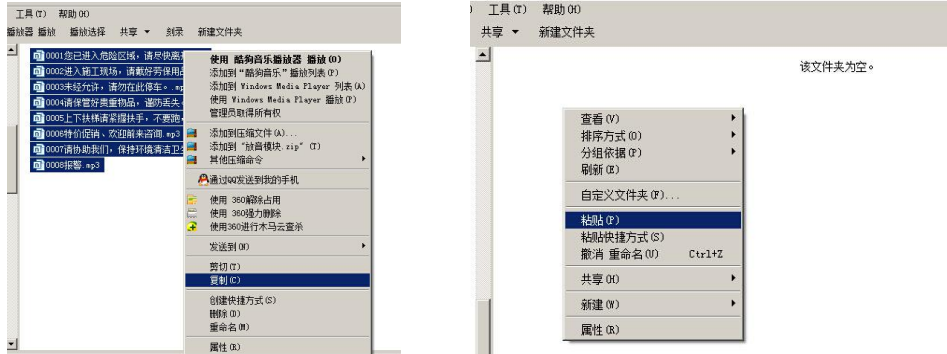 工具(T) 帮助(H)
播放器 播放 播放选择 共享 刻录 新建文件夹
0001您已进入危险区域，请尽快离
0002进入施工现场，请戴好劳保用
0003未经允许，请勿在此停车。.mp
0004请保管好贵重物品，谨防丢失
0005上下扶梯请紧握扶手，不要跑，
0006特价促销、欢迎前来咨询.mp3
0007请协助我们，保持环境清洁卫
0008报警.mp3
使用 酷狗音乐播放器 播放(O)
添加到“酷狗音乐”播放列表(P)
添加到 Windows Media Player 列表(A)
使用 Windows Media Player 播放(P)
管理员取得所有权
添加到压缩文件(A)...
添加到 "放音模块.zip" (T)
其他压缩命令
通过QQ发送到我的手机
使用 360解除占用
使用 360强力删除
使用360进行木马云查杀
发送到(N)
剪切(T)
复制(C)
创建快捷方式(S)
删除(D)
重命名(M)
属性(R)
工具(T) 帮助(H)
共享 新建文件夹
该文件夹为空。
查看(V)
排序方式(O)
分组依据(P)
刷新(E)
自定义文件夹(F)...
粘贴(P)
粘贴快捷方式(S)
撤消 重命名(U) Ctrl+Z
共享(H)
新建(W)
属性(R)